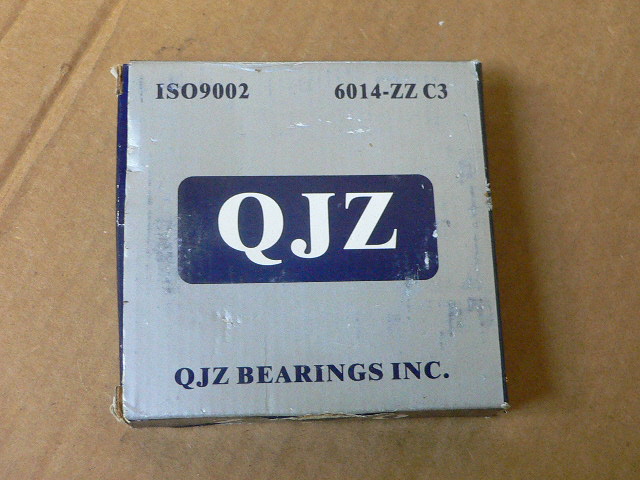 ISO9002 6014-ZZ C3
QJZ
QJZ BEARINGS INC.